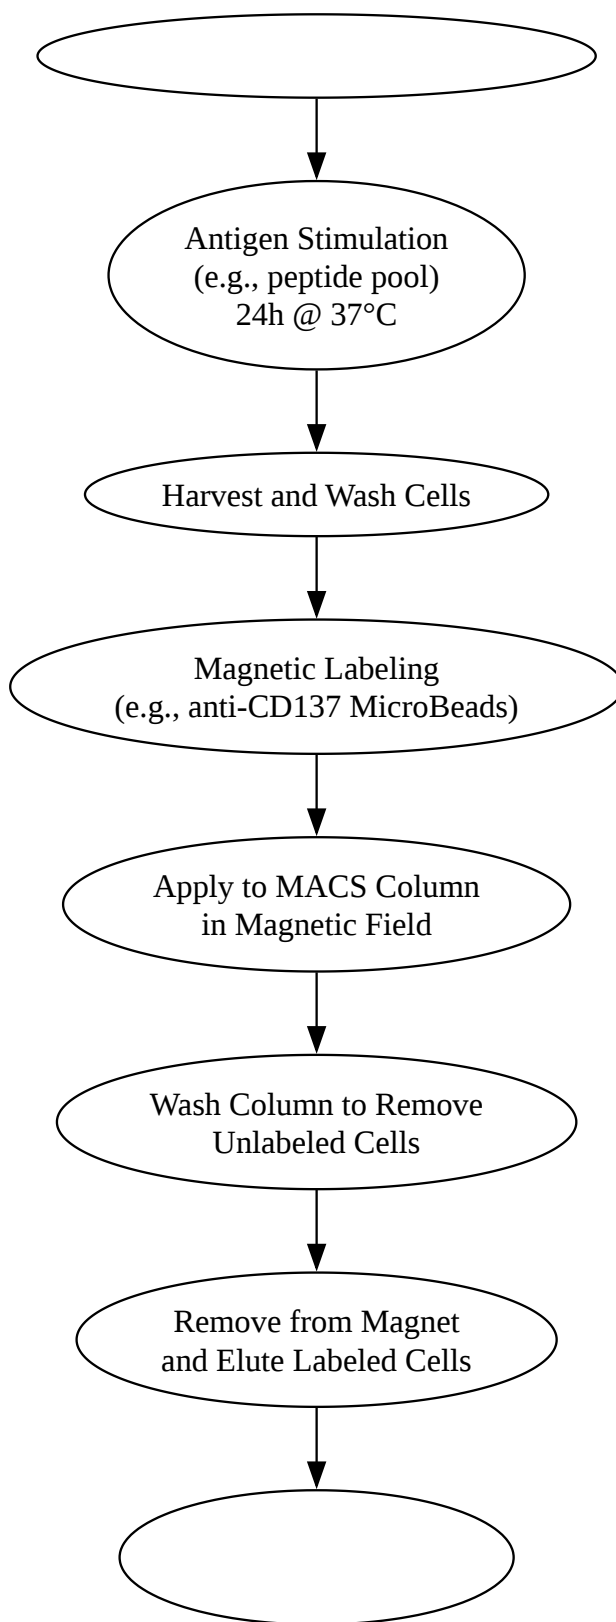 Antigen Stimulation
(e.g., peptide pool)
24h @ 37°C
Harvest and Wash Cells
Magnetic Labeling
(e.g., anti-CD137 MicroBeads)
Apply to MACS Column
in Magnetic Field
Wash Column to Remove
Unlabeled Cells
Remove from Magnet
and Elute Labeled Cells